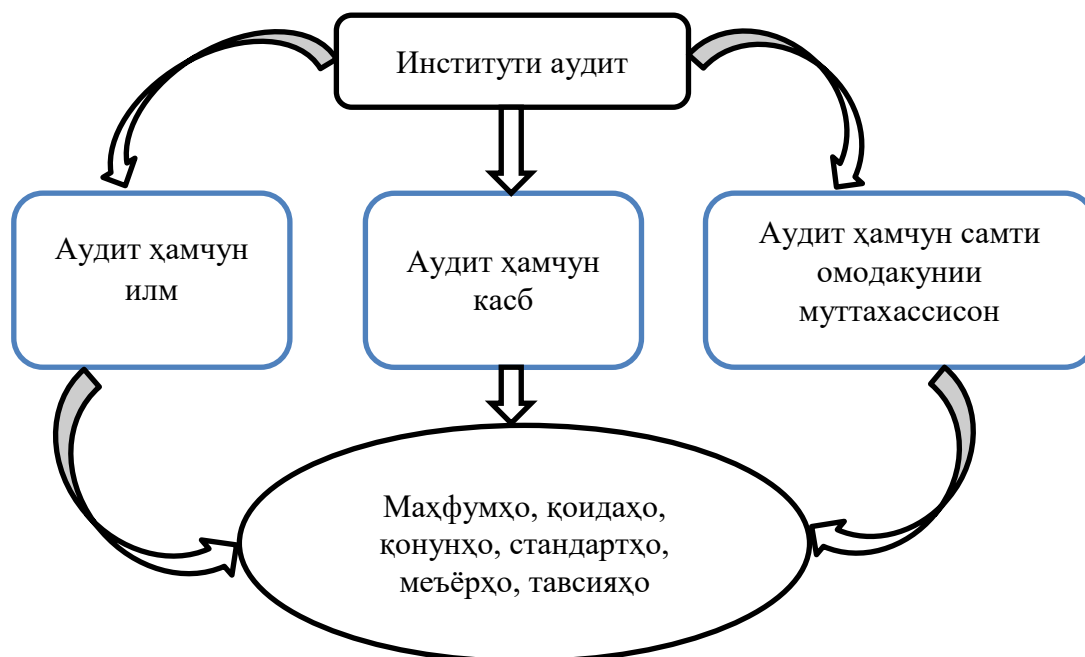 Институти аудит
Аудит ҳамчун
илм
Аудит ҳамчун
касб
Аудит ҳамчун самти
омодакунии
муттахассисон
Маҳфумҳо, қоидаҳо,
қонунҳо, стандартҳо,
меъёрҳо, тавсияҳо